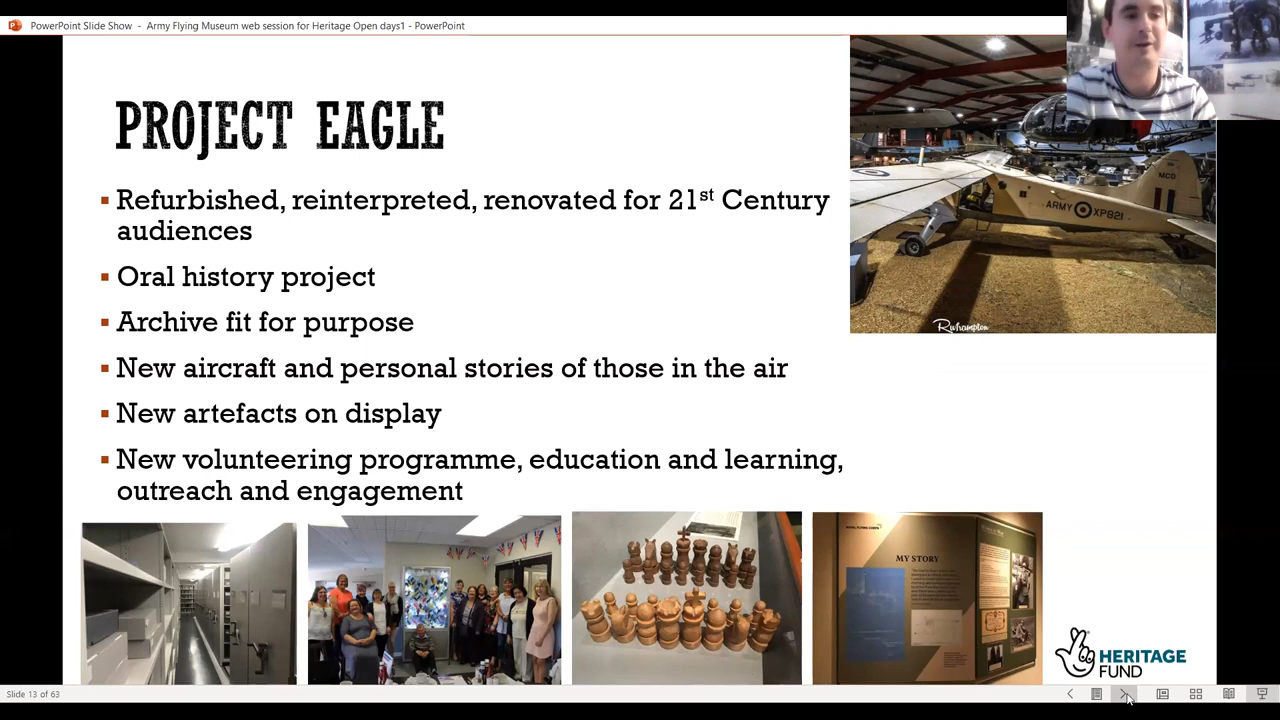 PowerPoint Slide Show - Army Flying Museum web session for Heritage Open days1 - PowerPoint
PROJECT EAGLE
Refurbished, reinterpreted, renovated for 21st Century
audiences
Oral history project
Archive fit for purpose
New aircraft and personal stories of those in the air
New artefacts on display
New volunteering programme, education and learning,
outreach and engagement
MCO
ARMY XP821
MY STORY
HERITAGE
FUND
Slide 13 of 63